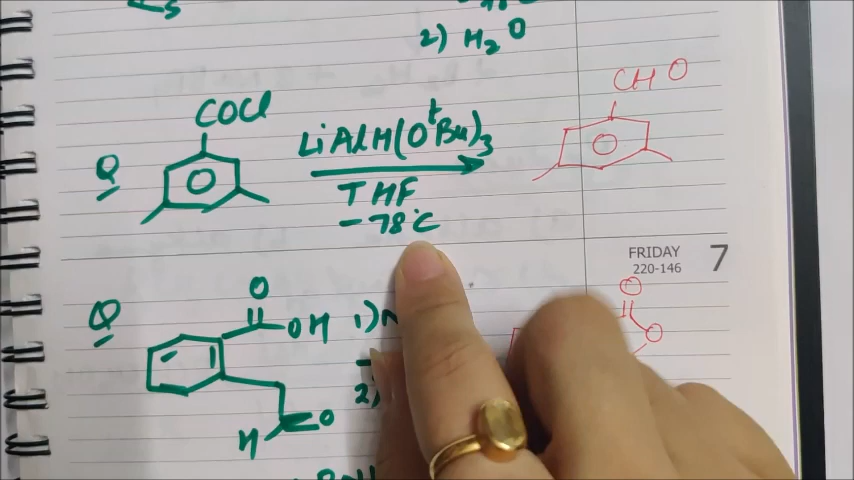 2) H2O
COCl
CHO
LiAlH(OtBu)3
Q
THF
-78°C
FRIDAY 7
220-146
Q
O
OH
1)
O
O
2)
O
H